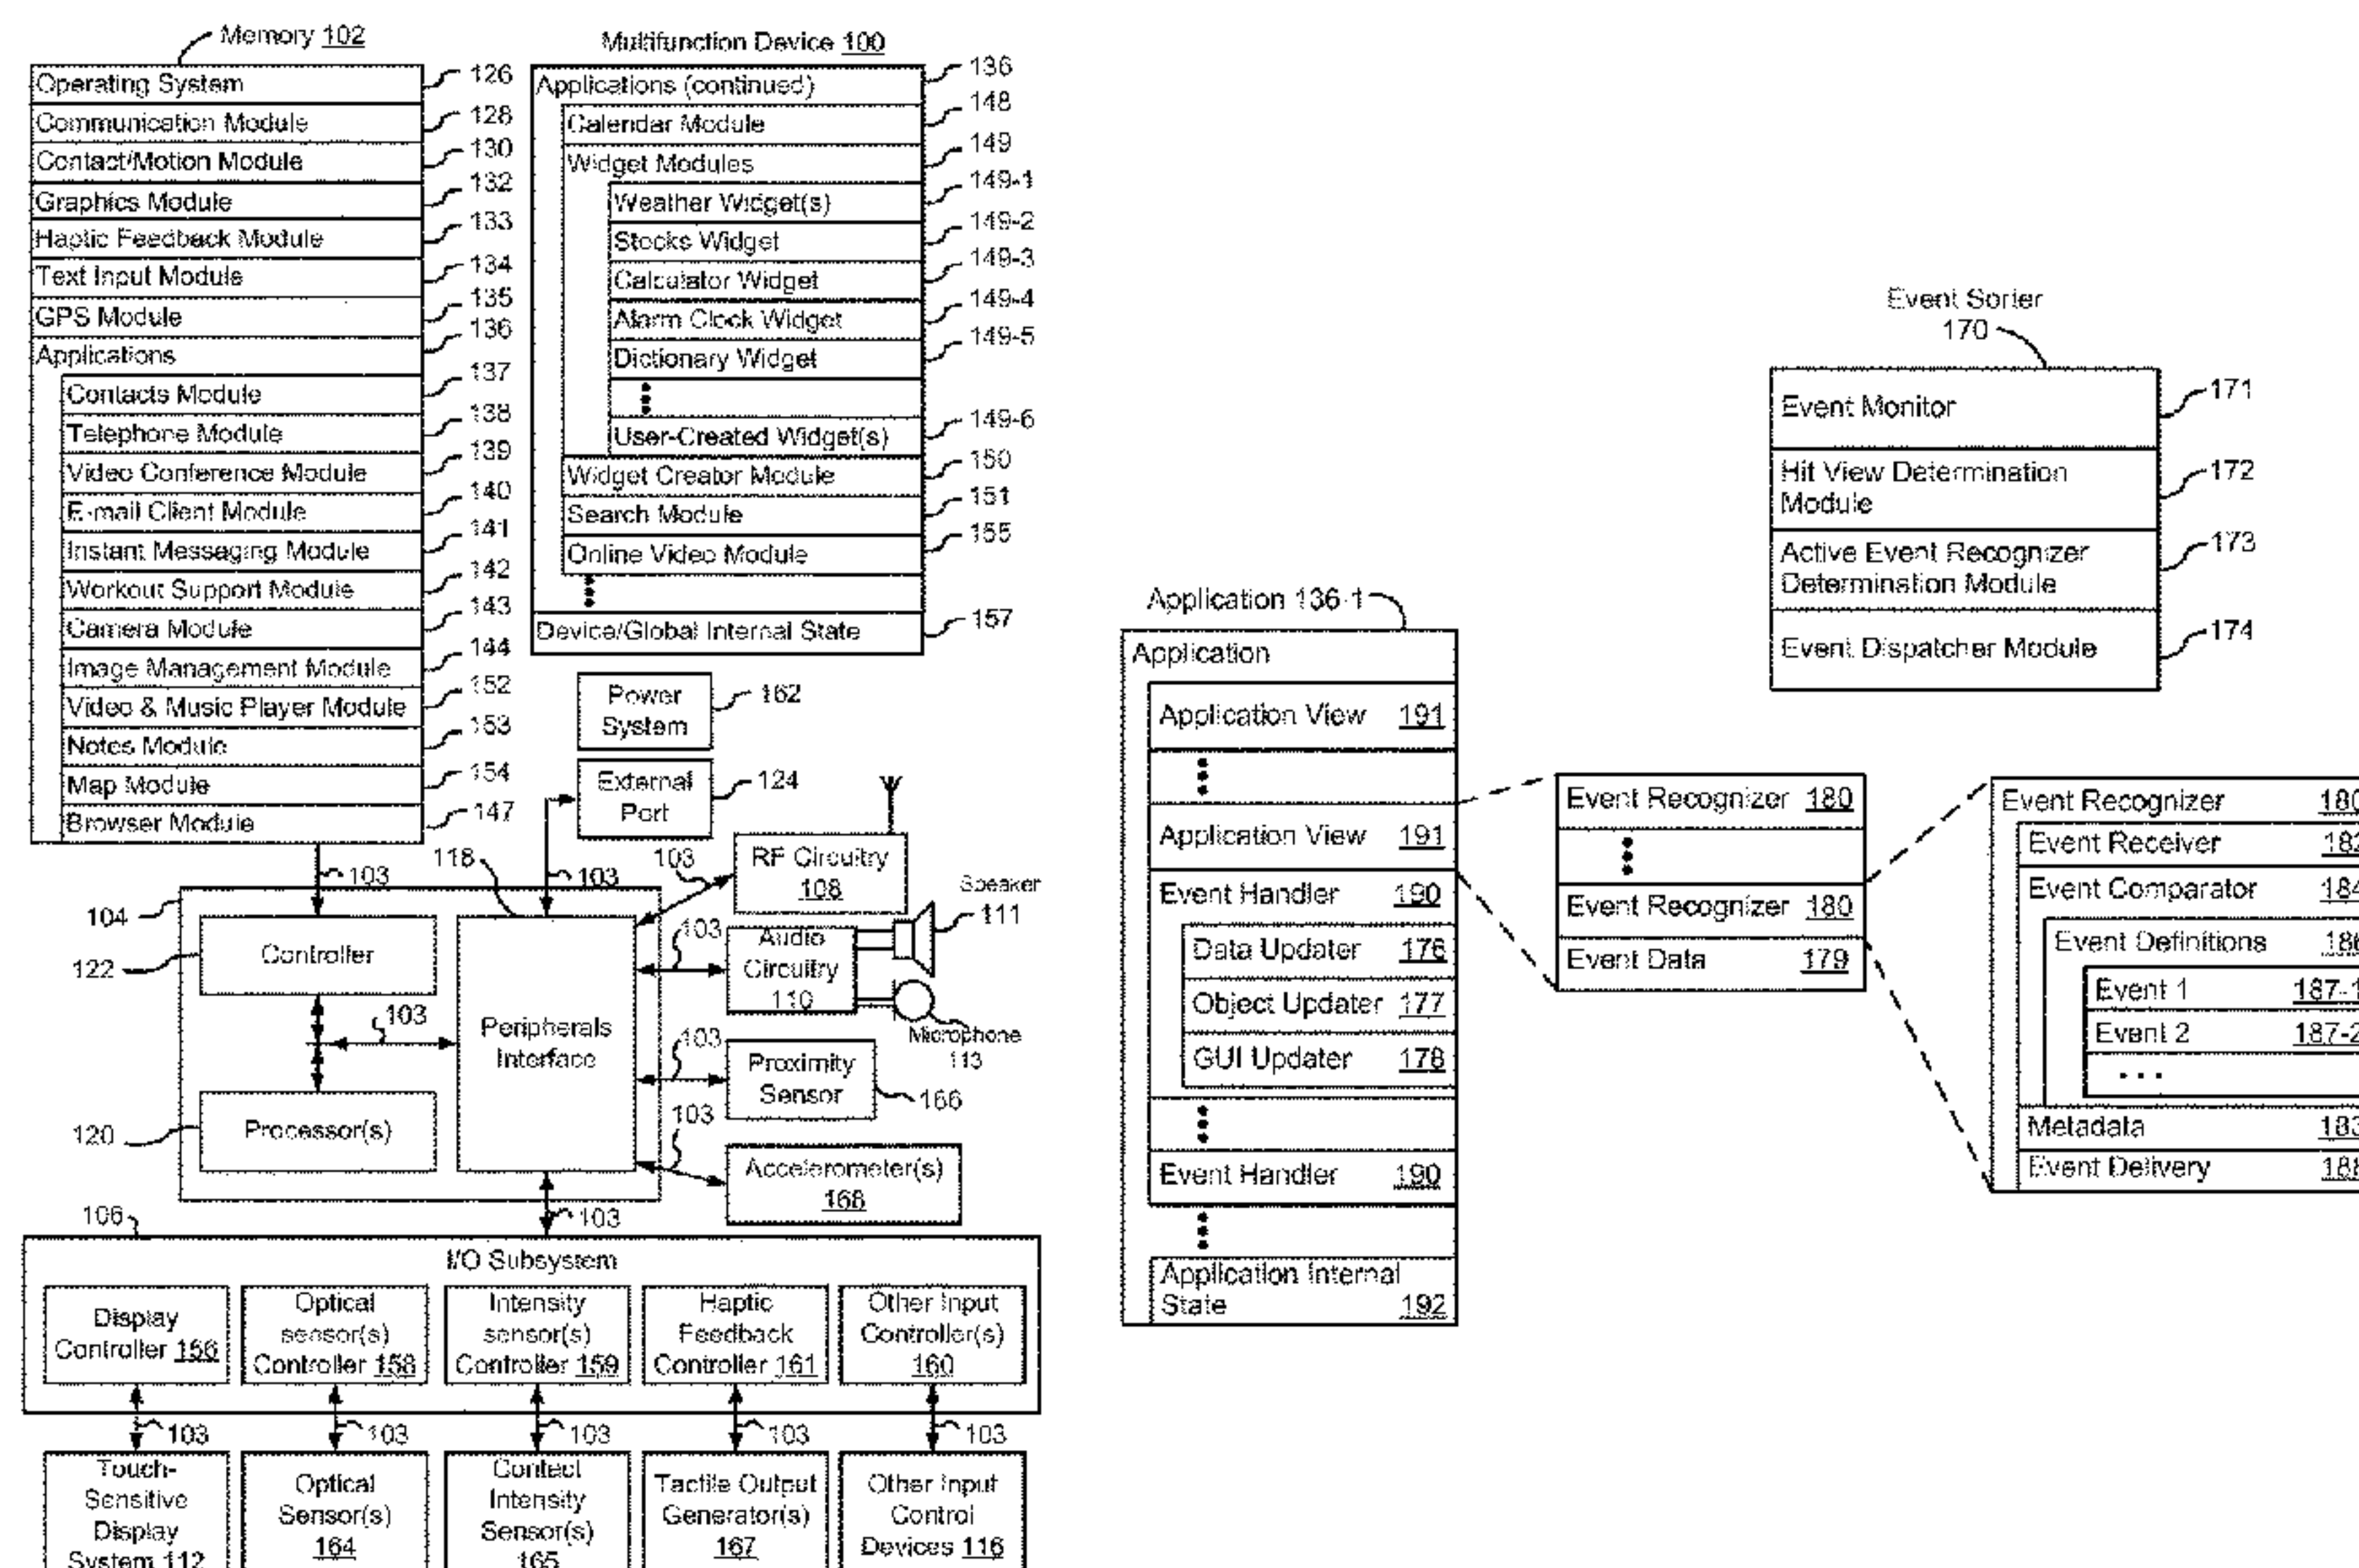 Memory 102
Operating System
126
Communication Module
128
Contact/Motion Module
130
Graphics Module
132
Haptic Feedback Module
133
Text Input Module
134
GPS Module
135
Applications
136
Contacts Module
137
Telephone Module
138
Video Conference Module
139
E-mail Client Module
140
Instant Messaging Module
141
Workout Support Module
142
Camera Module
143
Image Management Module
144
Video & Music Player Module
152
Notes Module
153
Map Module
154
Browser Module
147
Multifunction Device 100
Applications (continued)
136
Calendar Module
148
Widget Modules
149
Weather Widget(s)
149-1
Stocks Widget
149-2
Calculator Widget
149-3
Alarm Clock Widget
149-4
Dictionary Widget
149-5
User-Created Widget(s)
149-6
Widget Creator Module
150
Search Module
151
Online Video Module
155
Device/Global Internal State
157
Power
System
162
External
Port
124
103
118
103
103
RF Circuitry
108
104
Controller
122
103
Peripherals
Interface
Processor(s)
120
103
Audio
Circuitry
110
Speaker
111
Microphone
113
103
Proximity
Sensor
166
103
Accelerometer(s)
168
103
106
I/O Subsystem
Display
Controller 156
Optical
sensor(s)
Controller 158
Intensity
sensor(s)
Controller 159
Haptic
Feedback
Controller 161
Other Input
Controller(s)
160
103
103
103
103
103
Touch-
Sensitive
Display
System 112
Optical
Sensor(s)
164
Contact
Intensity
Sensor(s)
165
Tactile Output
Generator(s)
167
Other Input
Control
Devices 116
Application 136-1
Application
Application View 191
Application View 191
Event Handler 190
Data Updater 176
Object Updater 177
GUI Updater 178
Event Handler 190
Application Internal
State 192
Event Sorter
170
Event Monitor
171
Hit View Determination
Module
172
Active Event Recognizer
Determination Module
173
Event Dispatcher Module
174
Event Recognizer 180
Event Recognizer 180
Event Data 179
Event Recognizer 180
Event Receiver 182
Event Comparator 184
Event Definitions 186
Event 1 187-1
Event 2 187-2
...
Metadata 183
Event Delivery 188